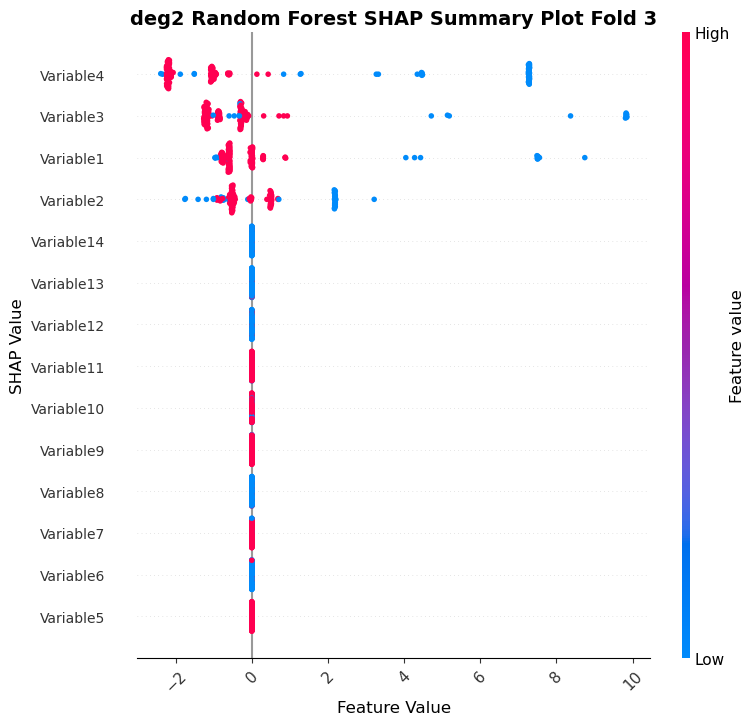 deg2 Random Forest SHAP Summary Plot Fold 3
High
Variable4
Variable3
Variable1
Variable2
Variable14
Variable13
Variable12
Variable11
Variable10
Variable9
Variable8
Variable7
Variable6
Variable5
SHAP Value
Feature value
Low
−2
0
2
4
6
8
10
Feature Value